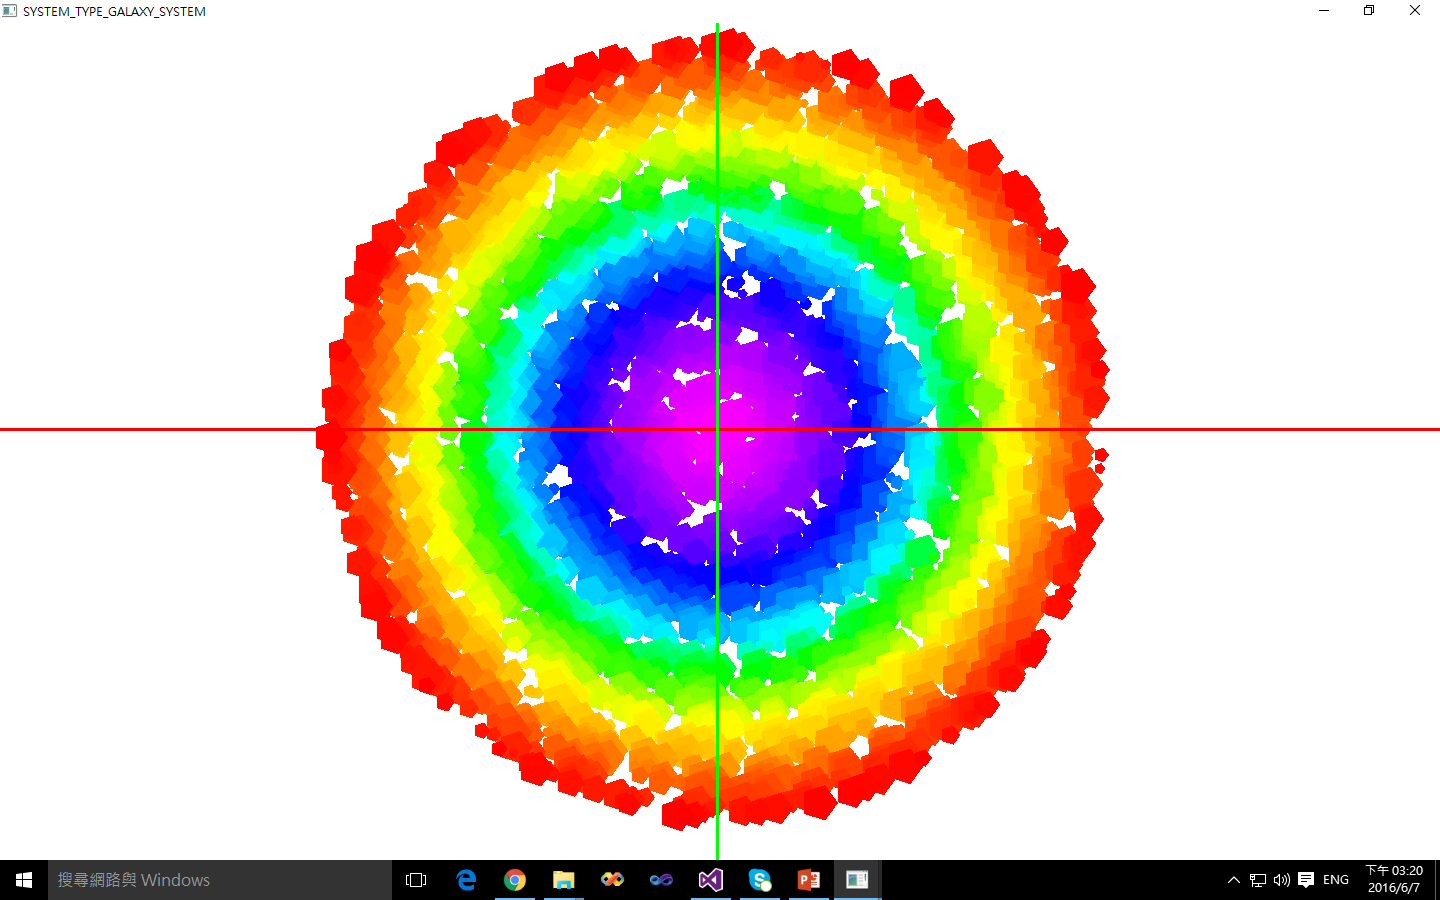 SYSTEM_TYPE_GALAXY_SYSTEM
搜尋網路與 Windows
ENG
下午 03:20
2016/6/7